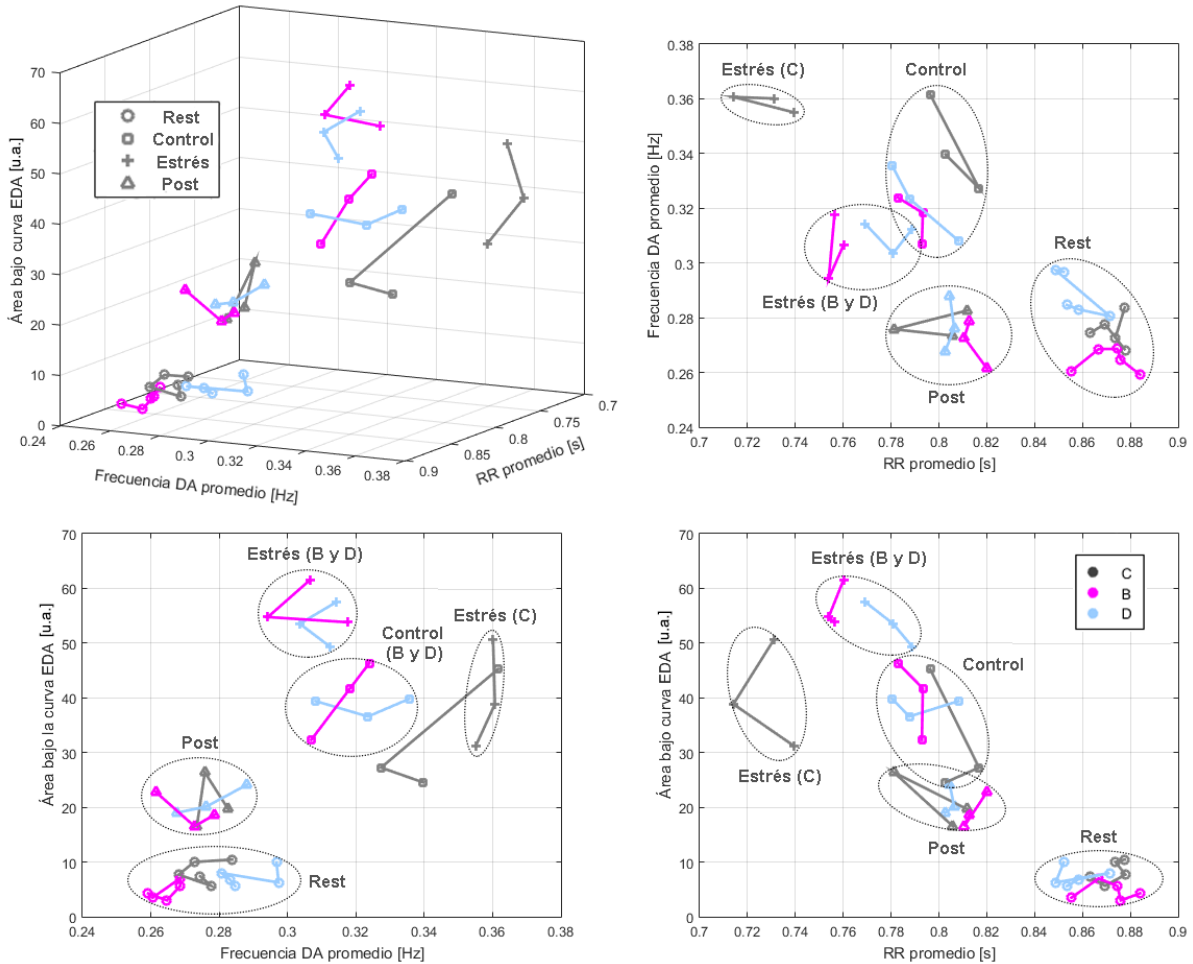 70
60
50
40
30
20
10
0
Área bajo curva EDA [u.a.]
Rest
Control
Estrés
Post
0.24
0.26
0.28
0.3
0.32
0.34
0.36
0.38
Frecuencia DA promedio [Hz]
0.9
0.85
0.8
0.75
0.7
RR promedio [s]
0.38
0.36
0.34
0.32
0.3
0.28
0.26
0.24
Frecuencia DA promedio [Hz]
Estrés (C)
Control
Estrés (B y D)
Rest
Post
0.7 0.72 0.74 0.76 0.78 0.8 0.82 0.84 0.86 0.88 0.9
RR promedio [s]
70
60
50
40
30
20
10
0
Área bajo la curva EDA [u.a.]
Estrés (B y D)
Estrés (C)
Control
(B y D)
Post
Rest
0.24 0.26 0.28 0.3 0.32 0.34 0.36 0.38
Frecuencia DA promedio [Hz]
70
60
50
40
30
20
10
0
Área bajo curva EDA [u.a.]
Estrés (B y D)
C
B
D
Control
Estrés (C)
Post
Rest
0.7 0.72 0.74 0.76 0.78 0.8 0.82 0.84 0.86 0.88 0.9
RR promedio [s]